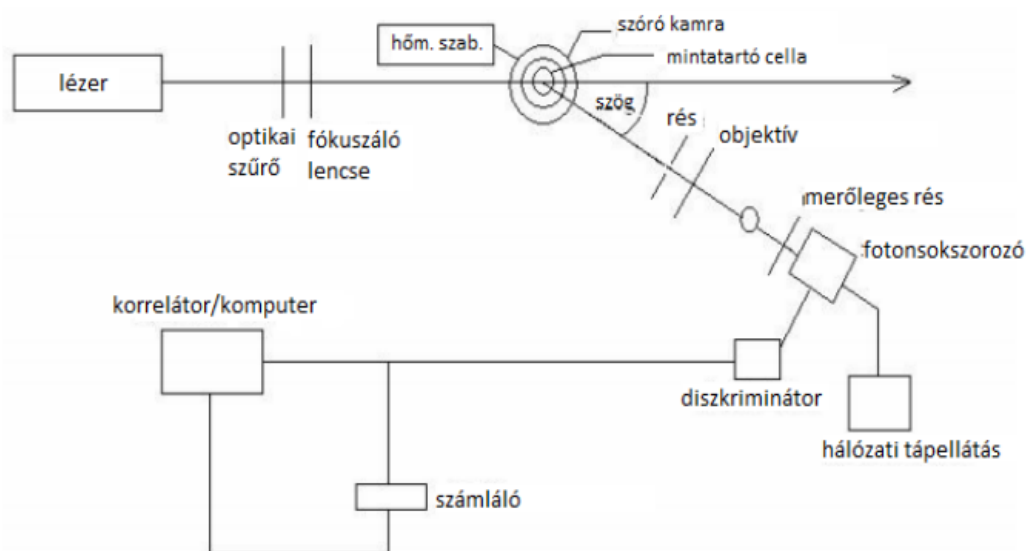 szóró kamra
hőm. szab.
mintatartó cella
lézer
szög
rés
optikai
szűrő
fókuszáló
lencse
objektív
merőleges rés
fotonsokszorozó
korrelátor/komputer
diszkriminátor
hálózati tápellátás
számláló